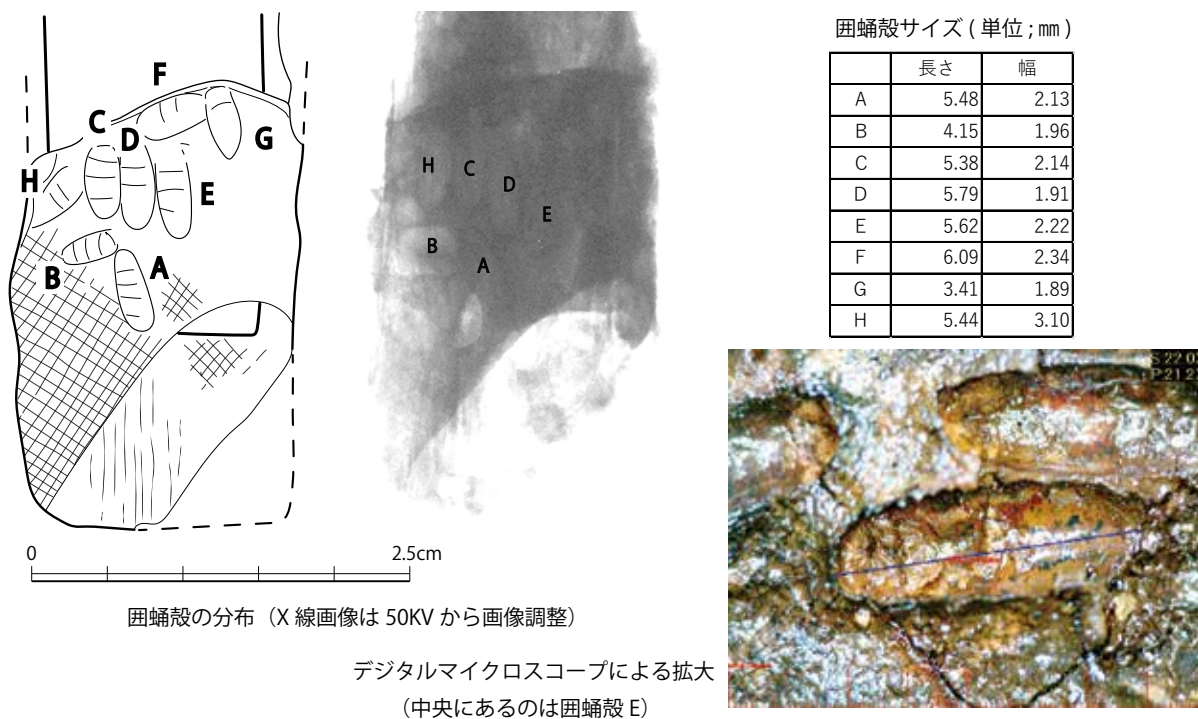 F
C
D
G
H
E
B
A
0
2.5cm
囲蛹殻の分布（X 線画像は 50KV から画像調整）
H
C
D
E
B
A
囲蛹殻サイズ ( 単位 ; ㎜ )
長さ 幅
A 5.48 2.13
B 4.15 1.96
C 5.38 2.14
D 5.79 1.91
E 5.62 2.22
F 6.09 2.34
G 3.41 1.89
H 5.44 3.10
デジタルマイクロスコープによる拡大
（中央にあるのは囲蛹殻 E）